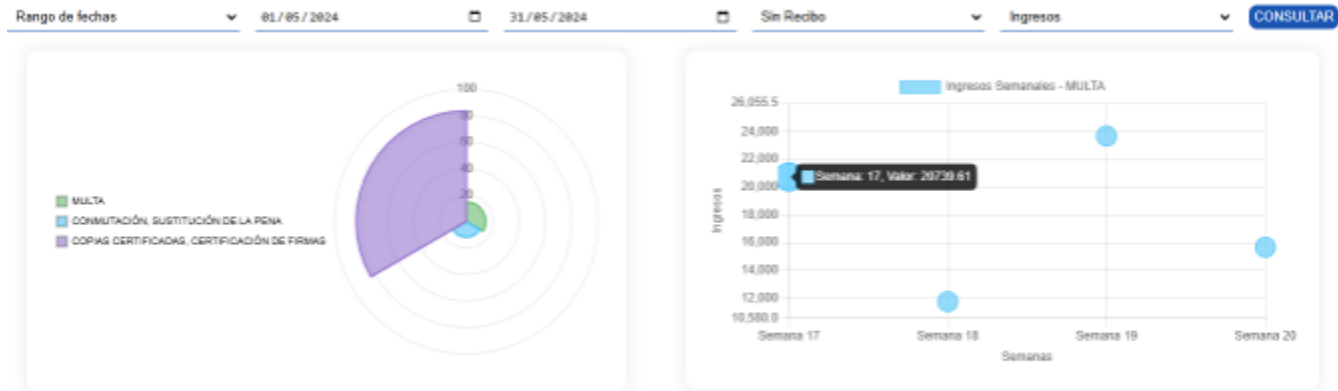 Rango de fechas 01/05/2024 31/05/2024 Sin Recibo Ingresos CONSULTAR
100
80
60
40
20
MULTA
CONMUTACIÓN, SUSTITUCIÓN DE LA PENA
COPIAS CERTIFICADAS, CERTIFICACIÓN DE FIRMAS
Ingresos Semanales - MULTA
26,055.5
24,000
22,000
Semana: 17, Valor: 20739.61
20,000
18,000
16,000
14,000
12,000
10,580.0
Ingresos
Semana 17 Semana 18 Semana 19 Semana 20
Semanas